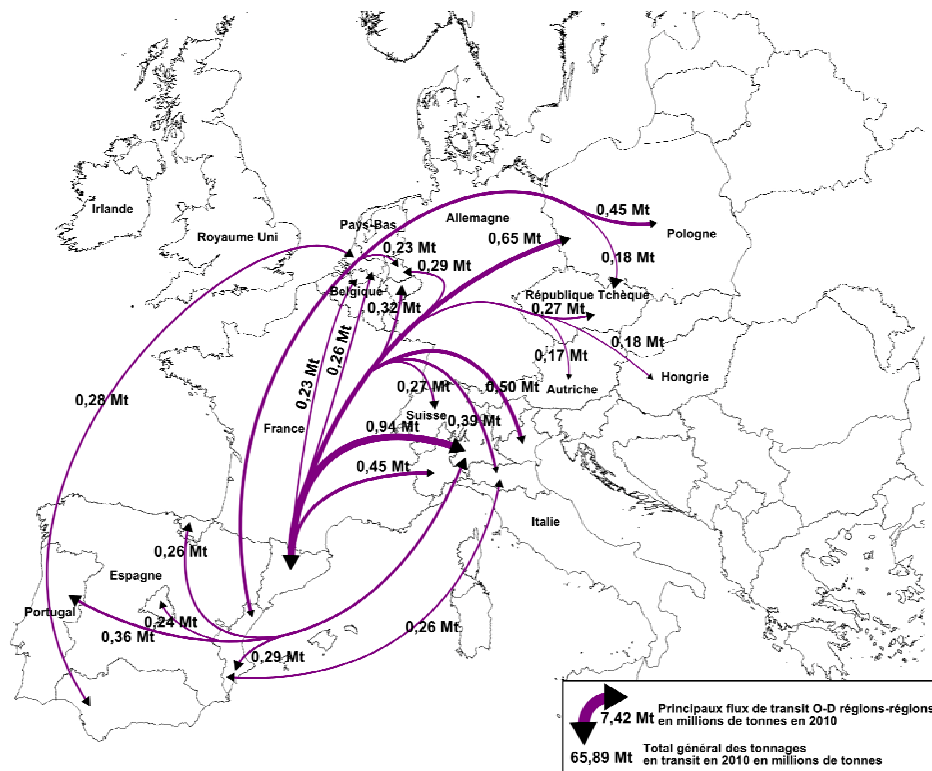 0,45 Mt
Irlande
Pays-Bas
Allemagne
Royaume Uni
0,65 Mt
Pologne
0,23 Mt
0,18 Mt
0,29 Mt
Belgique
République Tchèque
0,32 Mt
0,27 Mt
0,26 Mt
0,18 Mt
0,17 Mt
0,23 Mt
Hongrie
0,27 Mt
0,50 Mt
Autriche
0,28 Mt
Suisse
France
0,94 Mt
0,39 Mt
0,45 Mt
Italie
0,26 Mt
Espagne
Portugal
0,24 Mt
0,36 Mt
0,26 Mt
0,29 Mt
7,42 Mt
Principaux flux de transit O-D régions-régions
en millions de tonnes en 2010
65,89 Mt
Total général des tonnages
en transit en 2010 en millions de tonnes